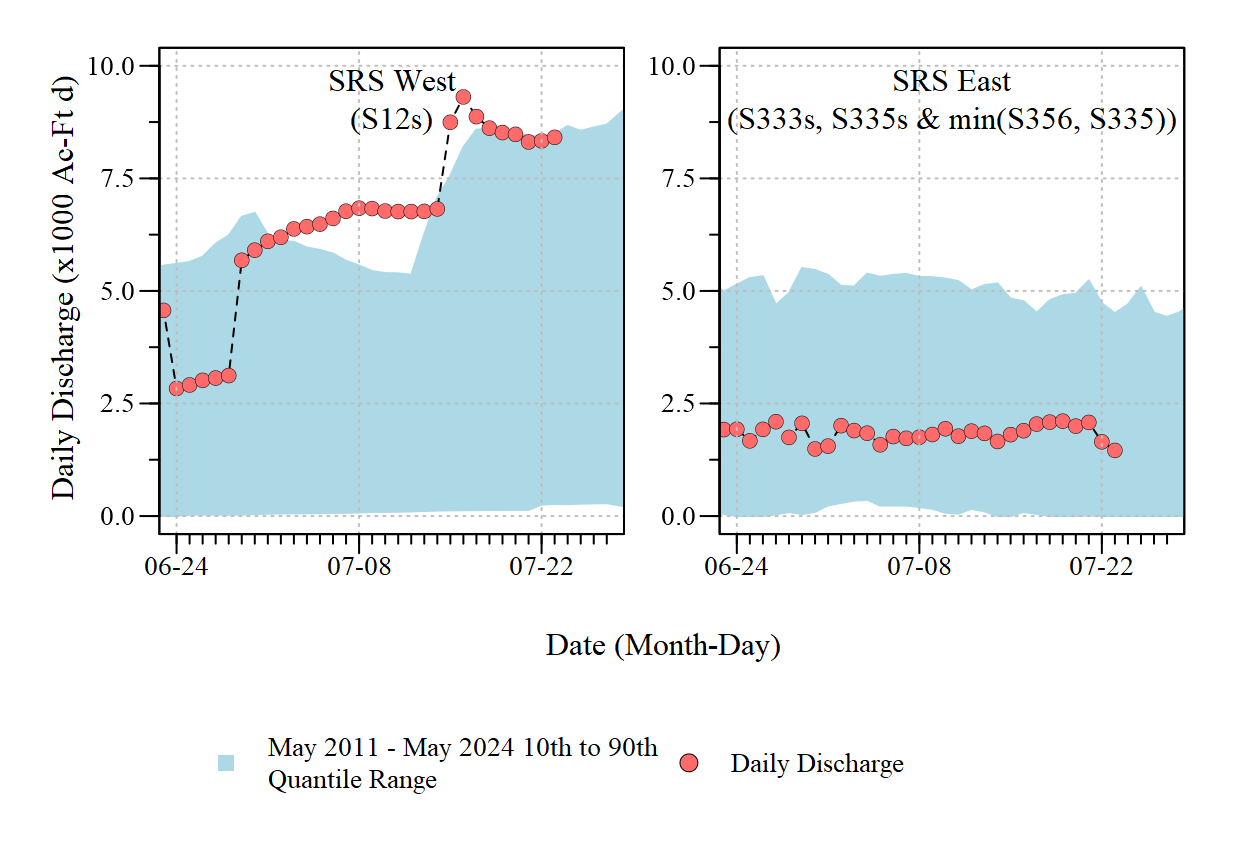 SRS West
(S12s)
Daily Discharge (x1000 Ac-Ft d)
10.0
7.5
5.0
2.5
0.0
06-24
07-08
07-22
SRS East
(S333s, S335s & min(S356, S335))
10.0
7.5
5.0
2.5
0.0
06-24
07-08
07-22
Date (Month-Day)
May 2011 - May 2024 10th to 90th
Quantile Range
Daily Discharge